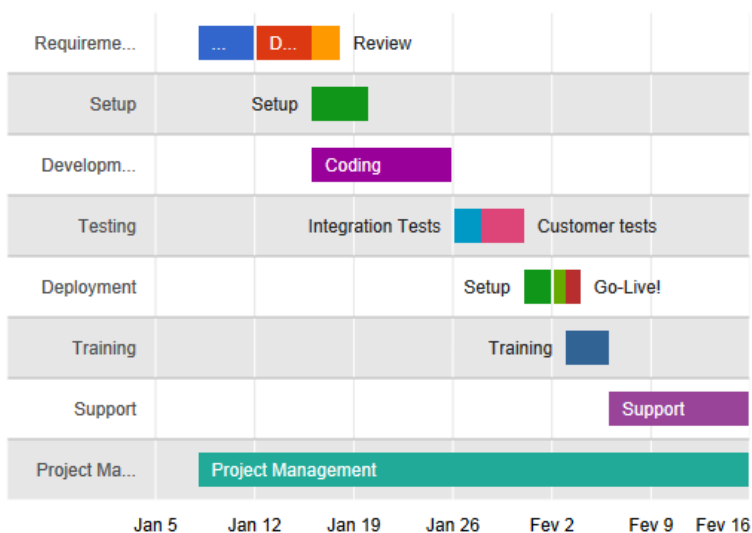 Requireme... ... D... Review
Setup Setup
Developm... Coding
Testing Integration Tests Customer tests
Deployment Setup Go-Live!
Training Training
Support Support
Project Ma... Project Management
Jan 5 Jan 12 Jan 19 Jan 26 Fev 2 Fev 9 Fev 16